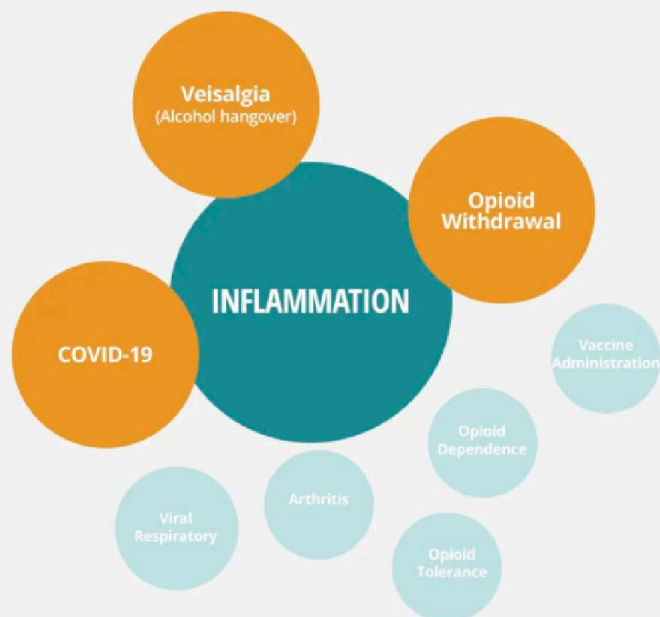 Veisalgia
(Alcohol hangover)
Opioid
Withdrawal
INFLAMMATION
COVID-19
Vaccine
Administration
Opioid
Dependence
Arthritis
Viral
Respiratory
Opioid
Tolerance